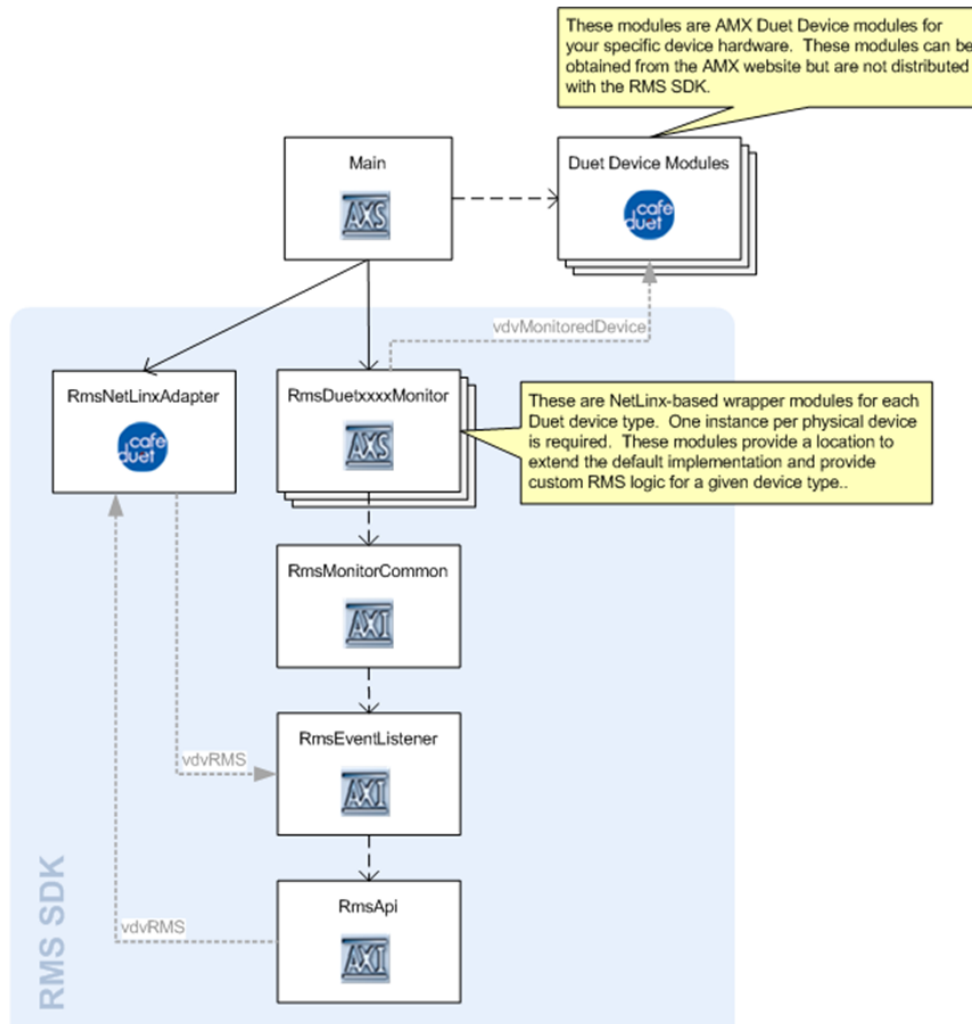 These modules are AMX Duet Device modules for
your specific device hardware.  These modules can be
obtained from the AMX website but are not distributed
with the RMS SDK.
Main
AXS
Duet Device Modules
cafe
duet
vdvMonitoredDevice
RmsNetLinxAdapter
cafe
duet
RmsDuetxxxxMonitor
AXS
These are NetLinx-based wrapper modules for each
Duet device type.  One instance per physical device
is required.  These modules provide a location to
extend the default implementation and provide
custom RMS logic for a given device type..
RmsMonitorCommon
AXI
RmsEventListener
AXI
vdvRMS
RmsApi
AXI
vdvRMS
RMS SDK